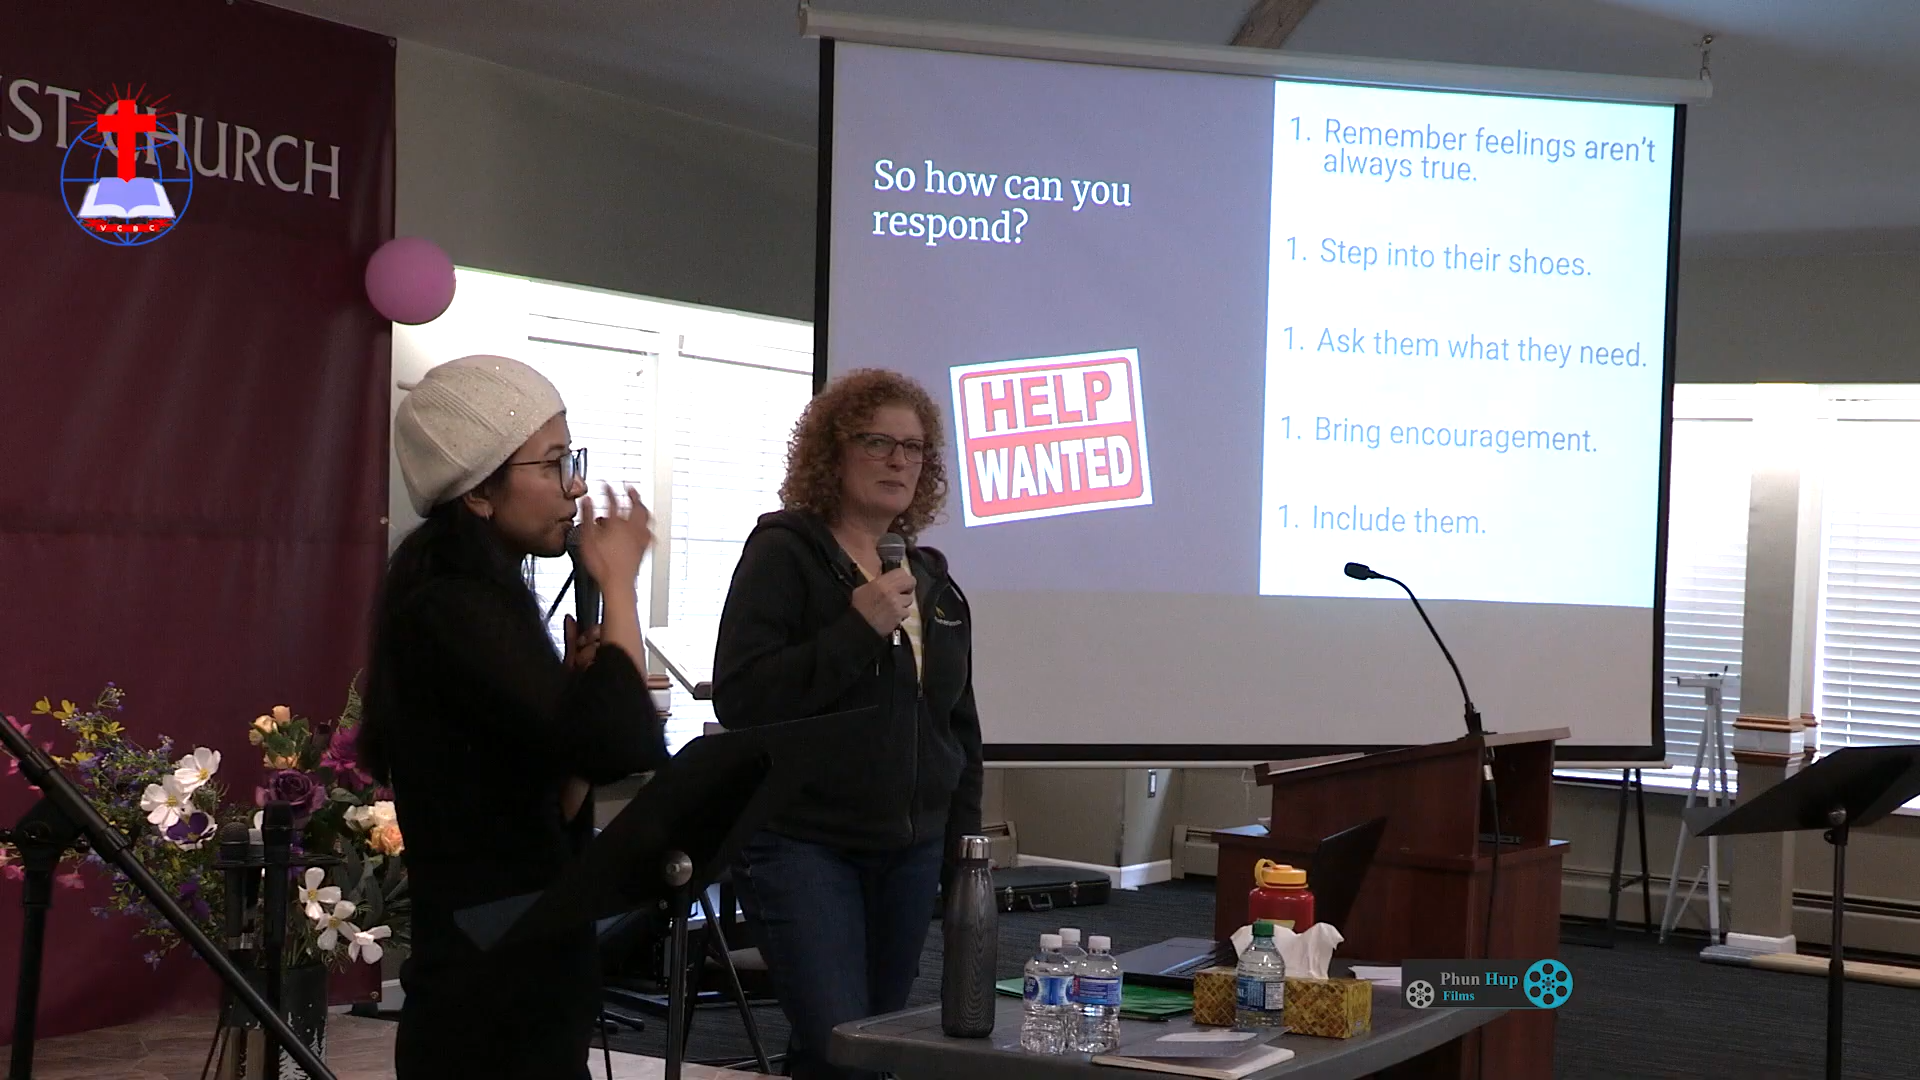 IST CHURCH
V C B C
So how can you
respond?
HELP
WANTED
1. Remember feelings aren't
always true.
1. Step into their shoes.
1. Ask them what they need.
1. Bring encouragement.
1. Include them.
Phun Hup
Films